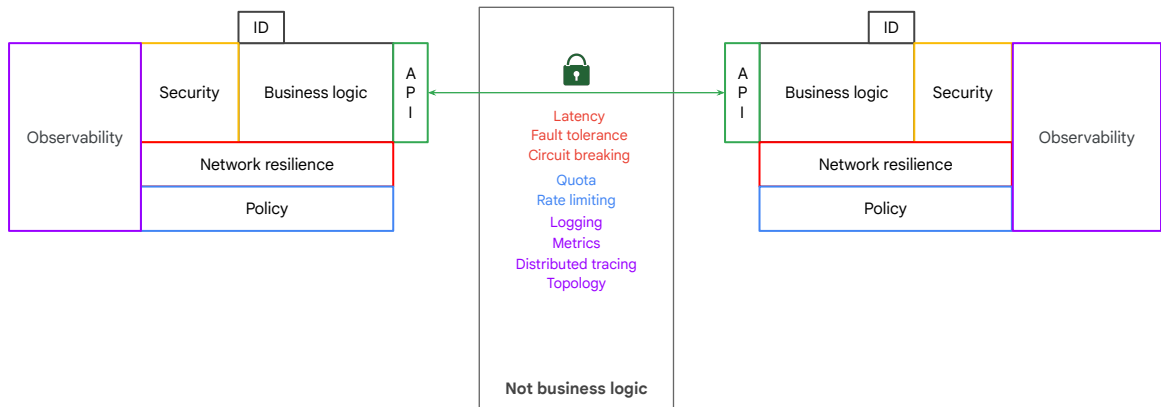 ID
Observability
Security
Business logic
A
P
I
Network resilience
Policy
Latency
Fault tolerance
Circuit breaking
Quota
Rate limiting
Logging
Metrics
Distributed tracing
Topology
Not business logic
ID
A
P
I
Business logic
Security
Observability
Network resilience
Policy